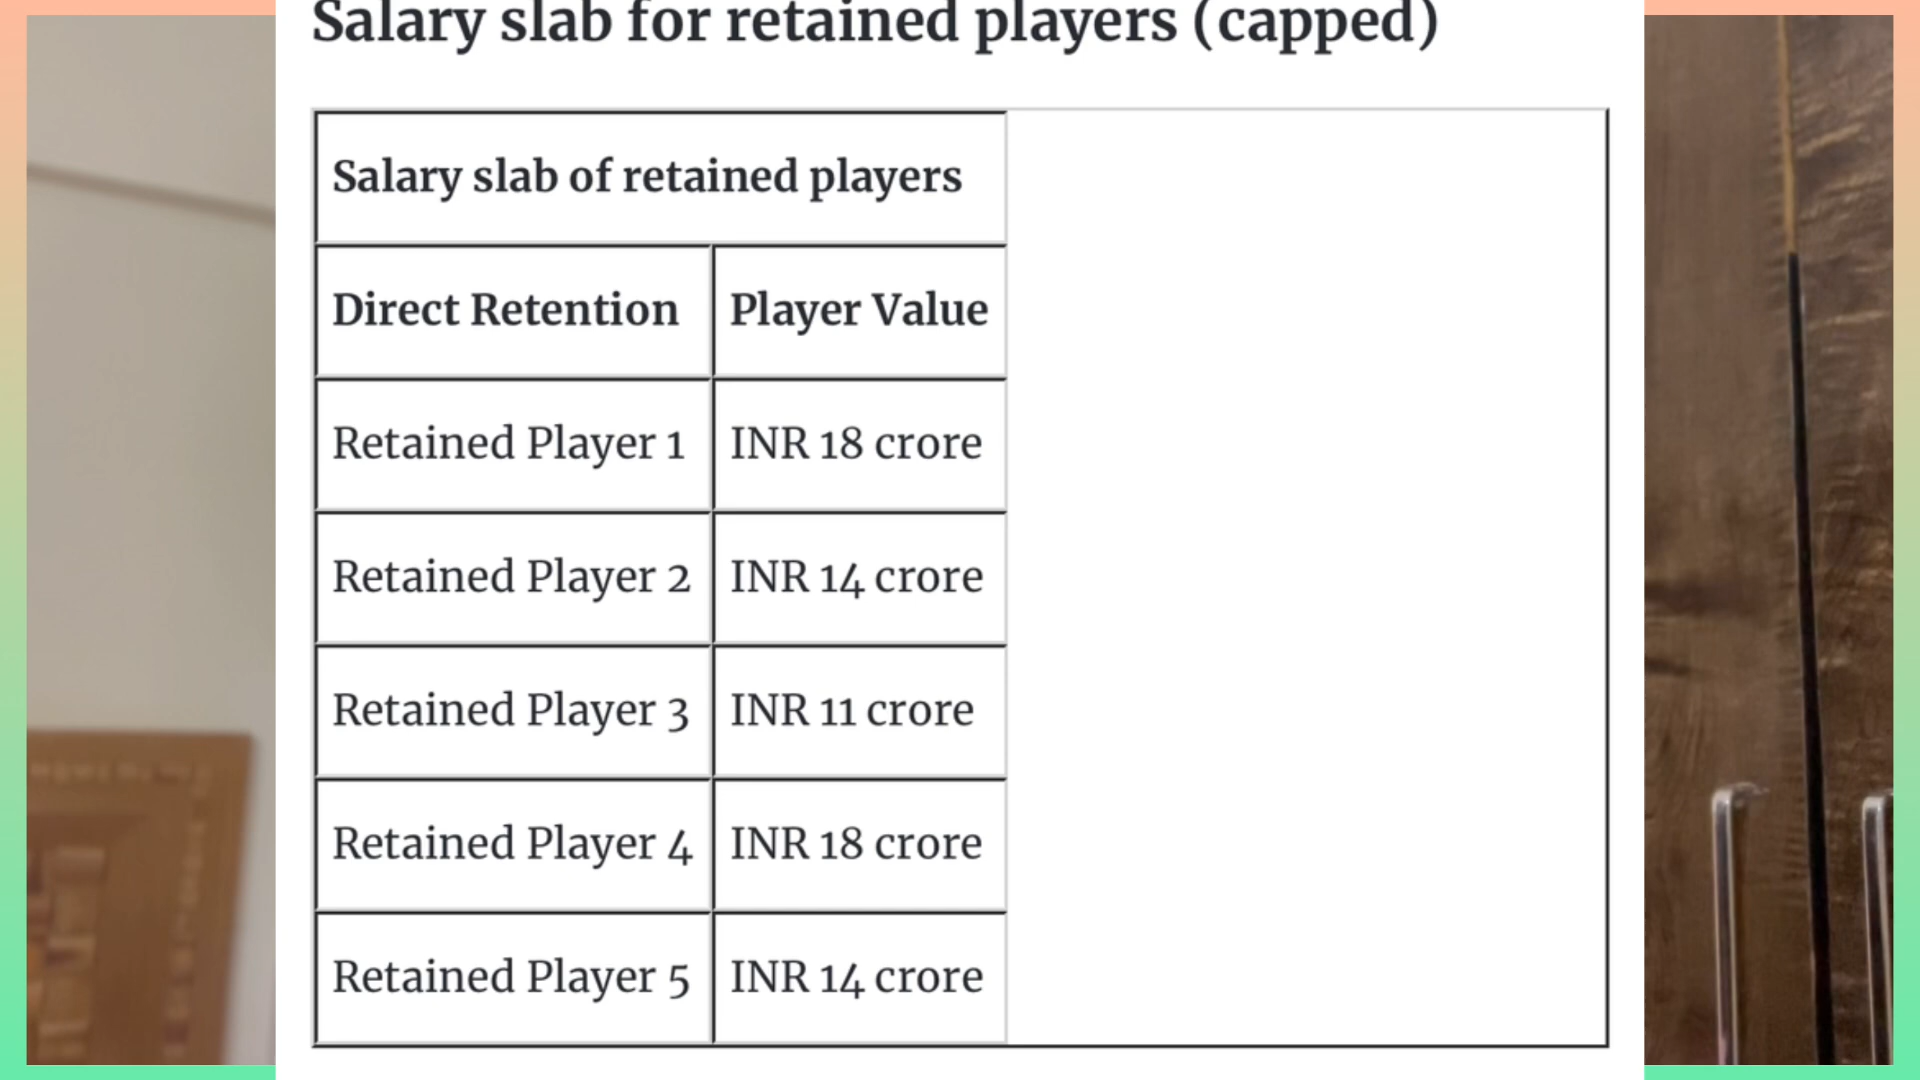 Salary slab for retained players (capped)
Salary slab of retained players
Direct Retention Player Value
Retained Player 1 INR 18 crore
Retained Player 2 INR 14 crore
Retained Player 3 INR 11 crore
Retained Player 4 INR 18 crore
Retained Player 5 INR 14 crore